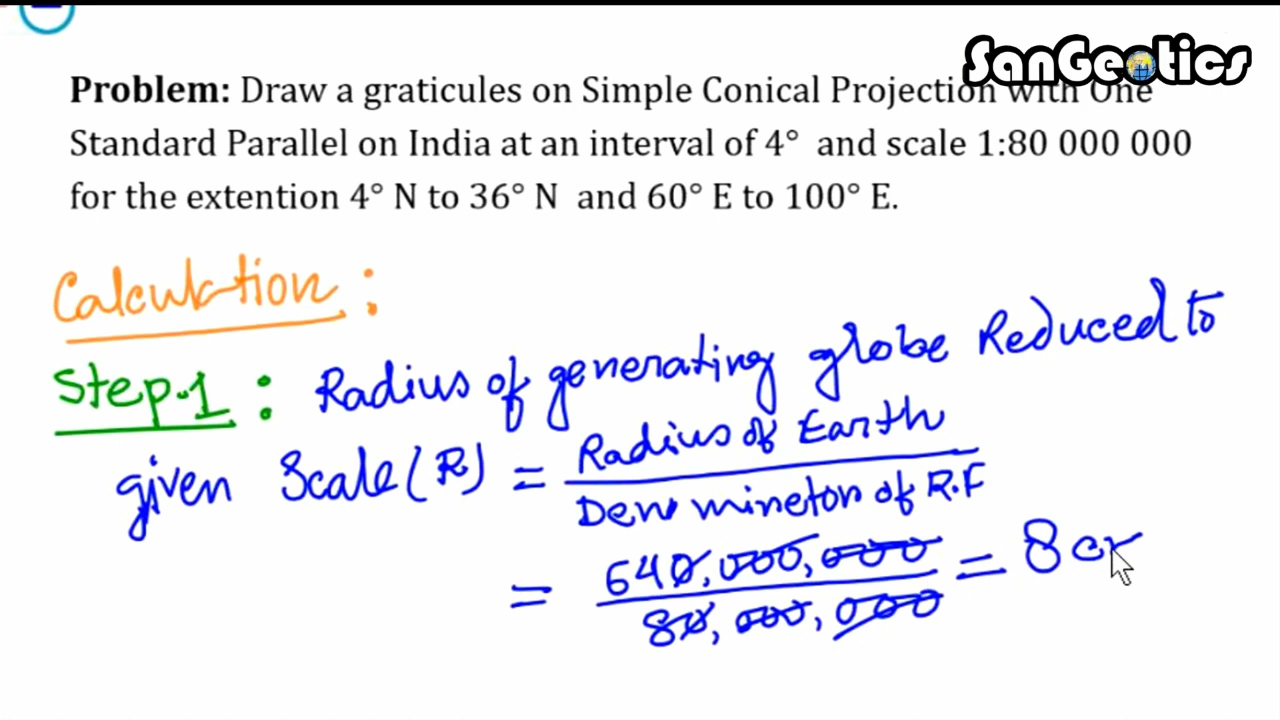 SanGeotics
Problem: Draw a graticules on Simple Conical Projection with One
Standard Parallel on India at an interval of 4° and scale 1:80 000 000
for the extention 4° N to 36° N and 60° E to 100° E.
Calculation:
Step-1: Radius of generating globe Reduced to
given Scale (R) = Radius of Earth
Denominetor of R.F
= 640,000,000 = 8 cm
80,000,000